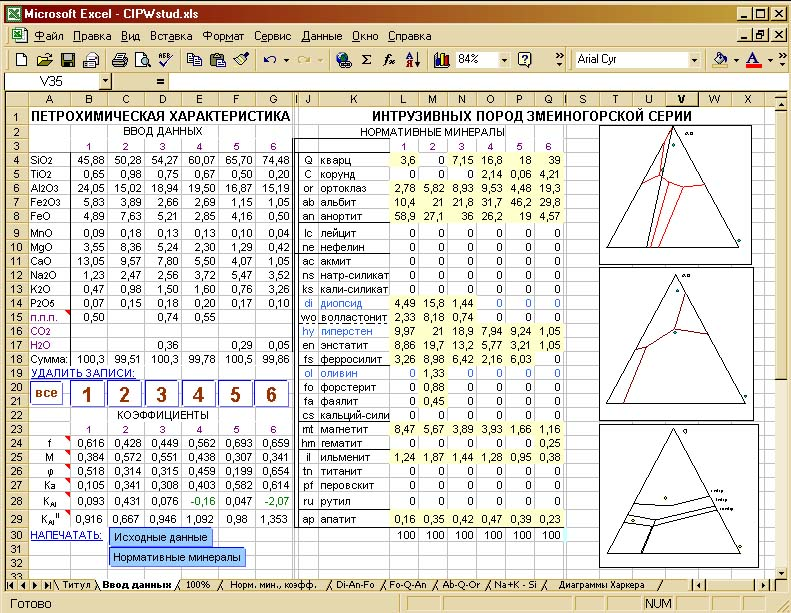 Microsoft Excel - CIPWstud.xls
Файл Правка Вид Вставка Формат Сервис Данные Окно Справка
84% Arial Cyr
V35 =
A B C D E F G I J K L M N O P Q I S T U V W X
1 ПЕТРОХИМИЧЕСКАЯ ХАРАКТЕРИСТИКА ИНТРУЗИВНЫХ ПОРОД ЗМЕИНОГОРСКОЙ СЕРИИ
2 ВВОД ДАННЫХ НОРМАТИВНЫЕ МИНЕРАЛЫ
3 1 2 3 4 5 6 1 2 3 4 5 6
4 SiO2 45,88 50,28 54,27 60,07 65,70 74,48 Q кварц 3,6 0 7,15 16,8 18 39
5 TiO2 0,65 0,98 0,75 0,67 0,50 0,20 C корунд 0 0 0 2,14 0,06 4,21
6 Al2O3 24,05 15,02 18,94 19,50 16,87 15,19 or ортоклаз 2,78 5,82 8,93 9,53 4,48 19,3
7 Fe2O3 5,83 3,89 2,66 2,69 1,15 1,05 ab альбит 10,4 21 21,8 31,7 46,2 29,8
8 FeO 4,89 7,63 5,21 2,85 4,16 0,50 an анортит 58,9 27,1 36 26,2 19 4,57
9 MnO 0,09 0,18 0,13 0,13 0,10 0,04 lc лейцит 0 0 0 0 0 0
10 MgO 3,55 8,36 5,24 2,30 1,29 0,42 ne нефелин 0 0 0 0 0 0
11 CaO 13,05 9,57 7,80 5,50 4,07 1,05 ac акмит 0 0 0 0 0 0
12 Na2O 1,23 2,47 2,56 3,72 5,47 3,52 ns натр-силикат 0 0 0 0 0 0
13 K2O 0,47 0,98 1,50 1,60 0,76 3,26 ks кали-силикат 0 0 0 0 0 0
14 P2O5 0,07 0,15 0,18 0,20 0,17 0,10 di диопсид 4,49 15,8 1,44 0 0 0
15 п.п.п. 0,50 0,74 0,55 wo волластонит 2,33 8,18 0,74 0 0 0
16 CO2 hy гиперстен 9,97 21 18,9 7,94 9,24 1,05
17 H2O 0,36 0,29 0,05 en энстатит 8,86 19,7 13,2 5,77 3,21 1,05
18 Сумма: 100,3 99,51 100,3 99,78 100,5 99,86 fs ферросилит 3,26 8,98 6,42 2,16 6,03 0
19 УДАЛИТЬ ЗАПИСИ: ol оливин 0 1,33 0 0 0 0
20 все 1 2 3 4 5 6 fo форстерит 0 0,88 0 0 0 0
21 fa фаялит 0 0,45 0 0 0 0
22 КОЭФФИЦИЕНТЫ cs кальций-сили 0 0 0 0 0 0
23 1 2 3 4 5 6 mt магнетит 8,47 5,67 3,89 3,93 1,66 1,16
24 f 0,616 0,428 0,449 0,562 0,693 0,659 hm гематит 0 0 0 0 0 0,25
25 M 0,384 0,572 0,551 0,438 0,307 0,341 il ильменит 1,24 1,87 1,44 1,28 0,95 0,38
26 φ 0,518 0,314 0,315 0,459 0,199 0,654 tn титанит 0 0 0 0 0 0
27 Ka 0,105 0,341 0,308 0,403 0,582 0,614 pf перовскит 0 0 0 0 0 0
28 KAl 0,093 0,431 0,076 -0,16 0,047 -2,07 ru рутил 0 0 0 0 0 0
29 KAl II 0,916 0,667 0,946 1,092 0,98 1,353 ap апатит 0,16 0,35 0,42 0,47 0,39 0,23
30 НАПЕЧАТАТЬ: Исходные данные 100 100 100 100 100 100
31 Нормативные минералы
32
33
Титул Ввод данных 100% Норм. мин., коэфф. Di-An-Fo Fo-Q-An Ab-Q-Or Na+K - Si Диаграммы Харкера
Готово NUM